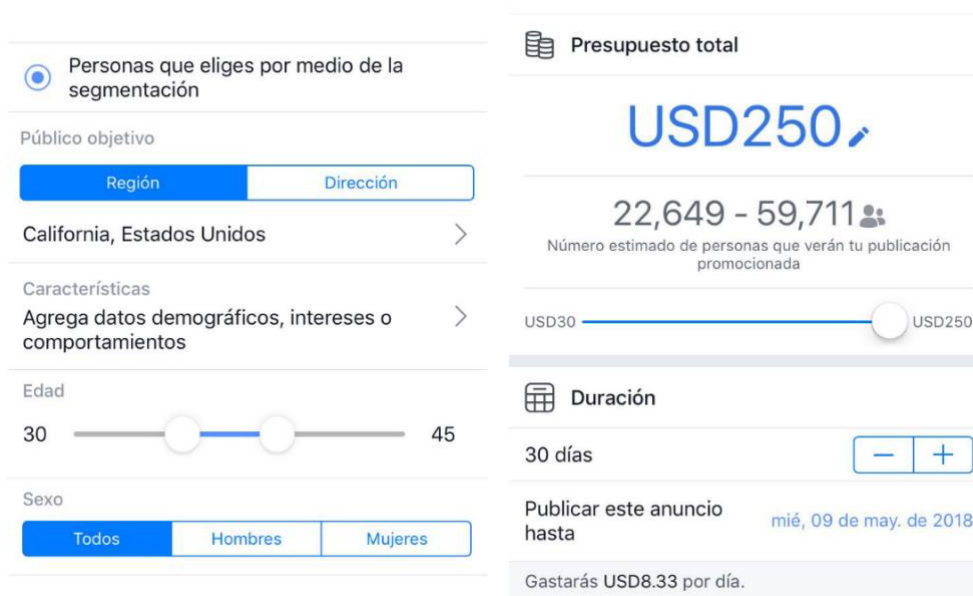 Personas que eliges por medio de la
segmentación
Público objetivo
Región
Dirección
California, Estados Unidos
Características
Agrega datos demográficos, intereses o
comportamientos
Edad
30
45
Sexo
Todos
Hombres
Mujeres
Presupuesto total
USD250
22,649 - 59,711
Número estimado de personas que verán tu publicación
promocionada
USD30
USD250
Duración
30 días
Publicar este anuncio
hasta
mié, 09 de may. de 2018
Gastarás USD8.33 por día.